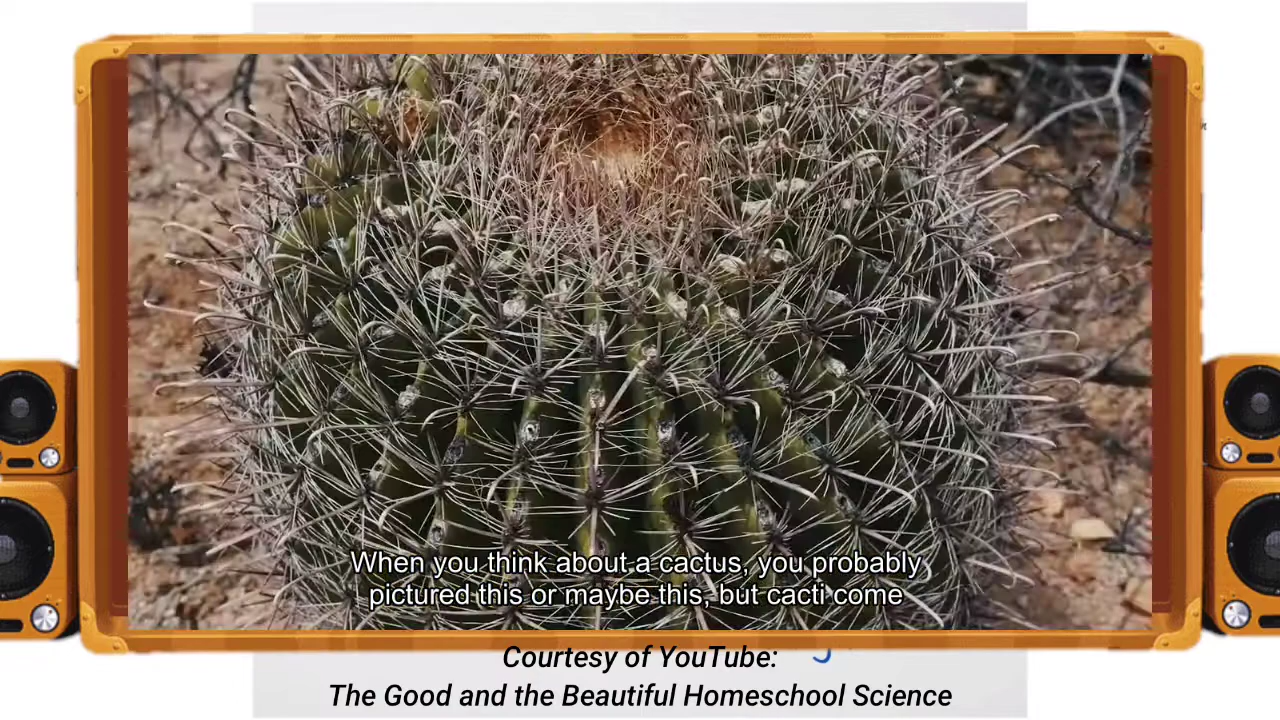 When you think about a cactus, you probably
pictured this or maybe this, but cacti come
Courtesy of YouTube:
The Good and the Beautiful Homeschool Science